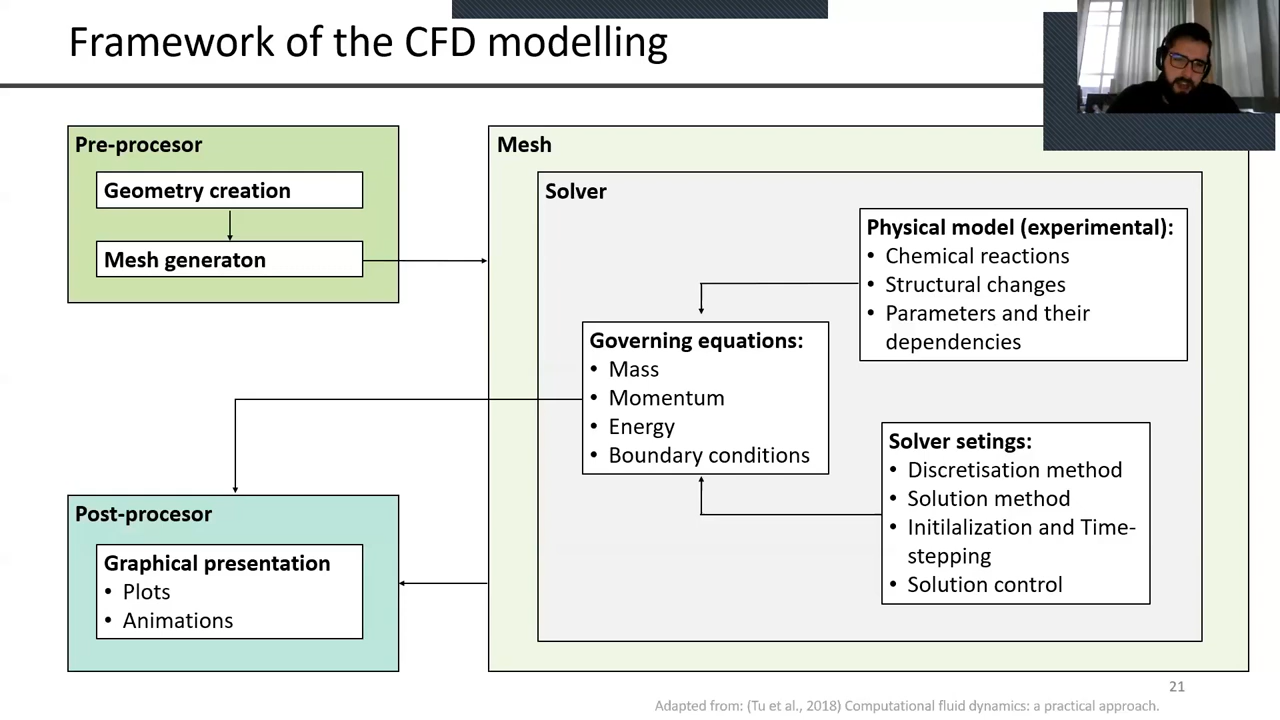 Framework of the CFD modelling
Pre-procesor
Geometry creation
Mesh generaton
Mesh
Solver
Physical model (experimental):
• Chemical reactions
• Structural changes
• Parameters and their
dependencies
Governing equations:
• Mass
• Momentum
• Energy
• Boundary conditions
Solver setings:
• Discretisation method
• Solution method
• Initilalization and Time-
stepping
• Solution control
Post-procesor
Graphical presentation
• Plots
• Animations
21
Adapted from: (Tu et al., 2018) Computational fluid dynamics: a practical approach.